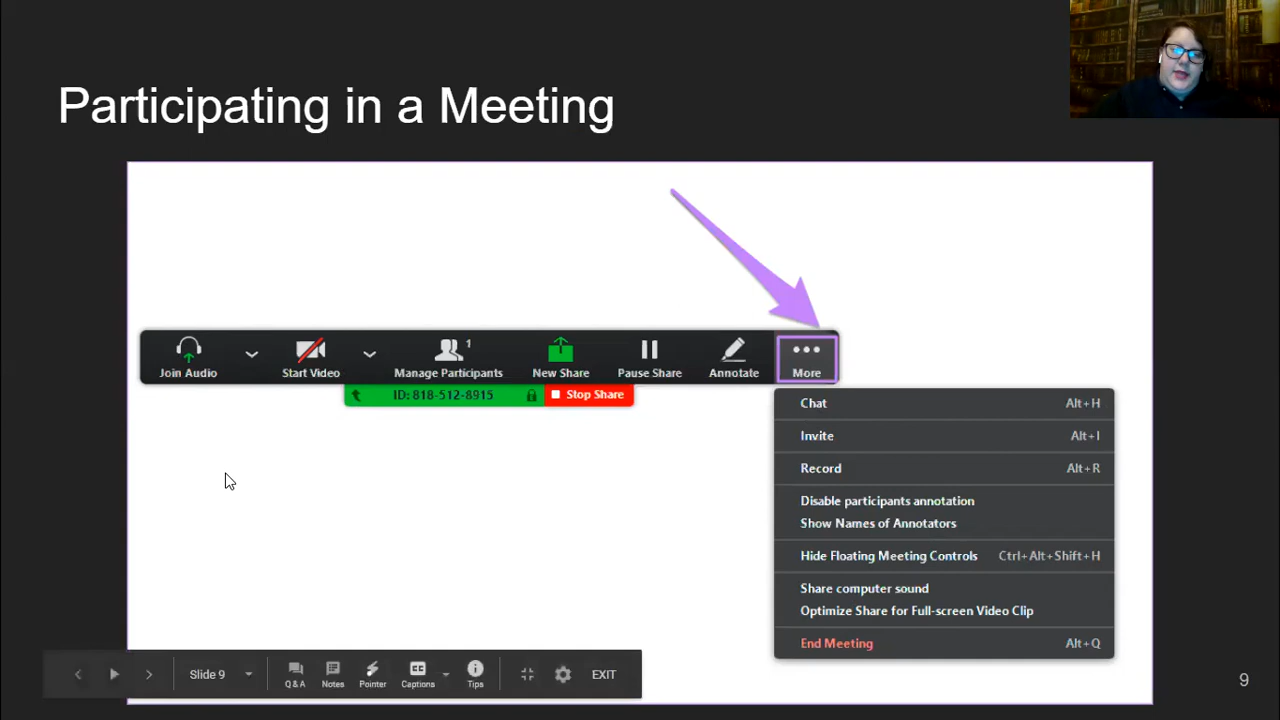 Participating in a Meeting
Join Audio
Start Video
1
Manage Participants
New Share
Pause Share
Annotate
More
ID: 818-512-8915
Stop Share
Chat Alt+H
Invite Alt+I
Record Alt+R
Disable participants annotation
Show Names of Annotators
Hide Floating Meeting Controls Ctrl+Alt+Shift+H
Share computer sound
Optimize Share for Full-screen Video Clip
End Meeting Alt+Q
Slide 9
Q & A
Notes
Pointer
CC
Captions
Tips
EXIT
9